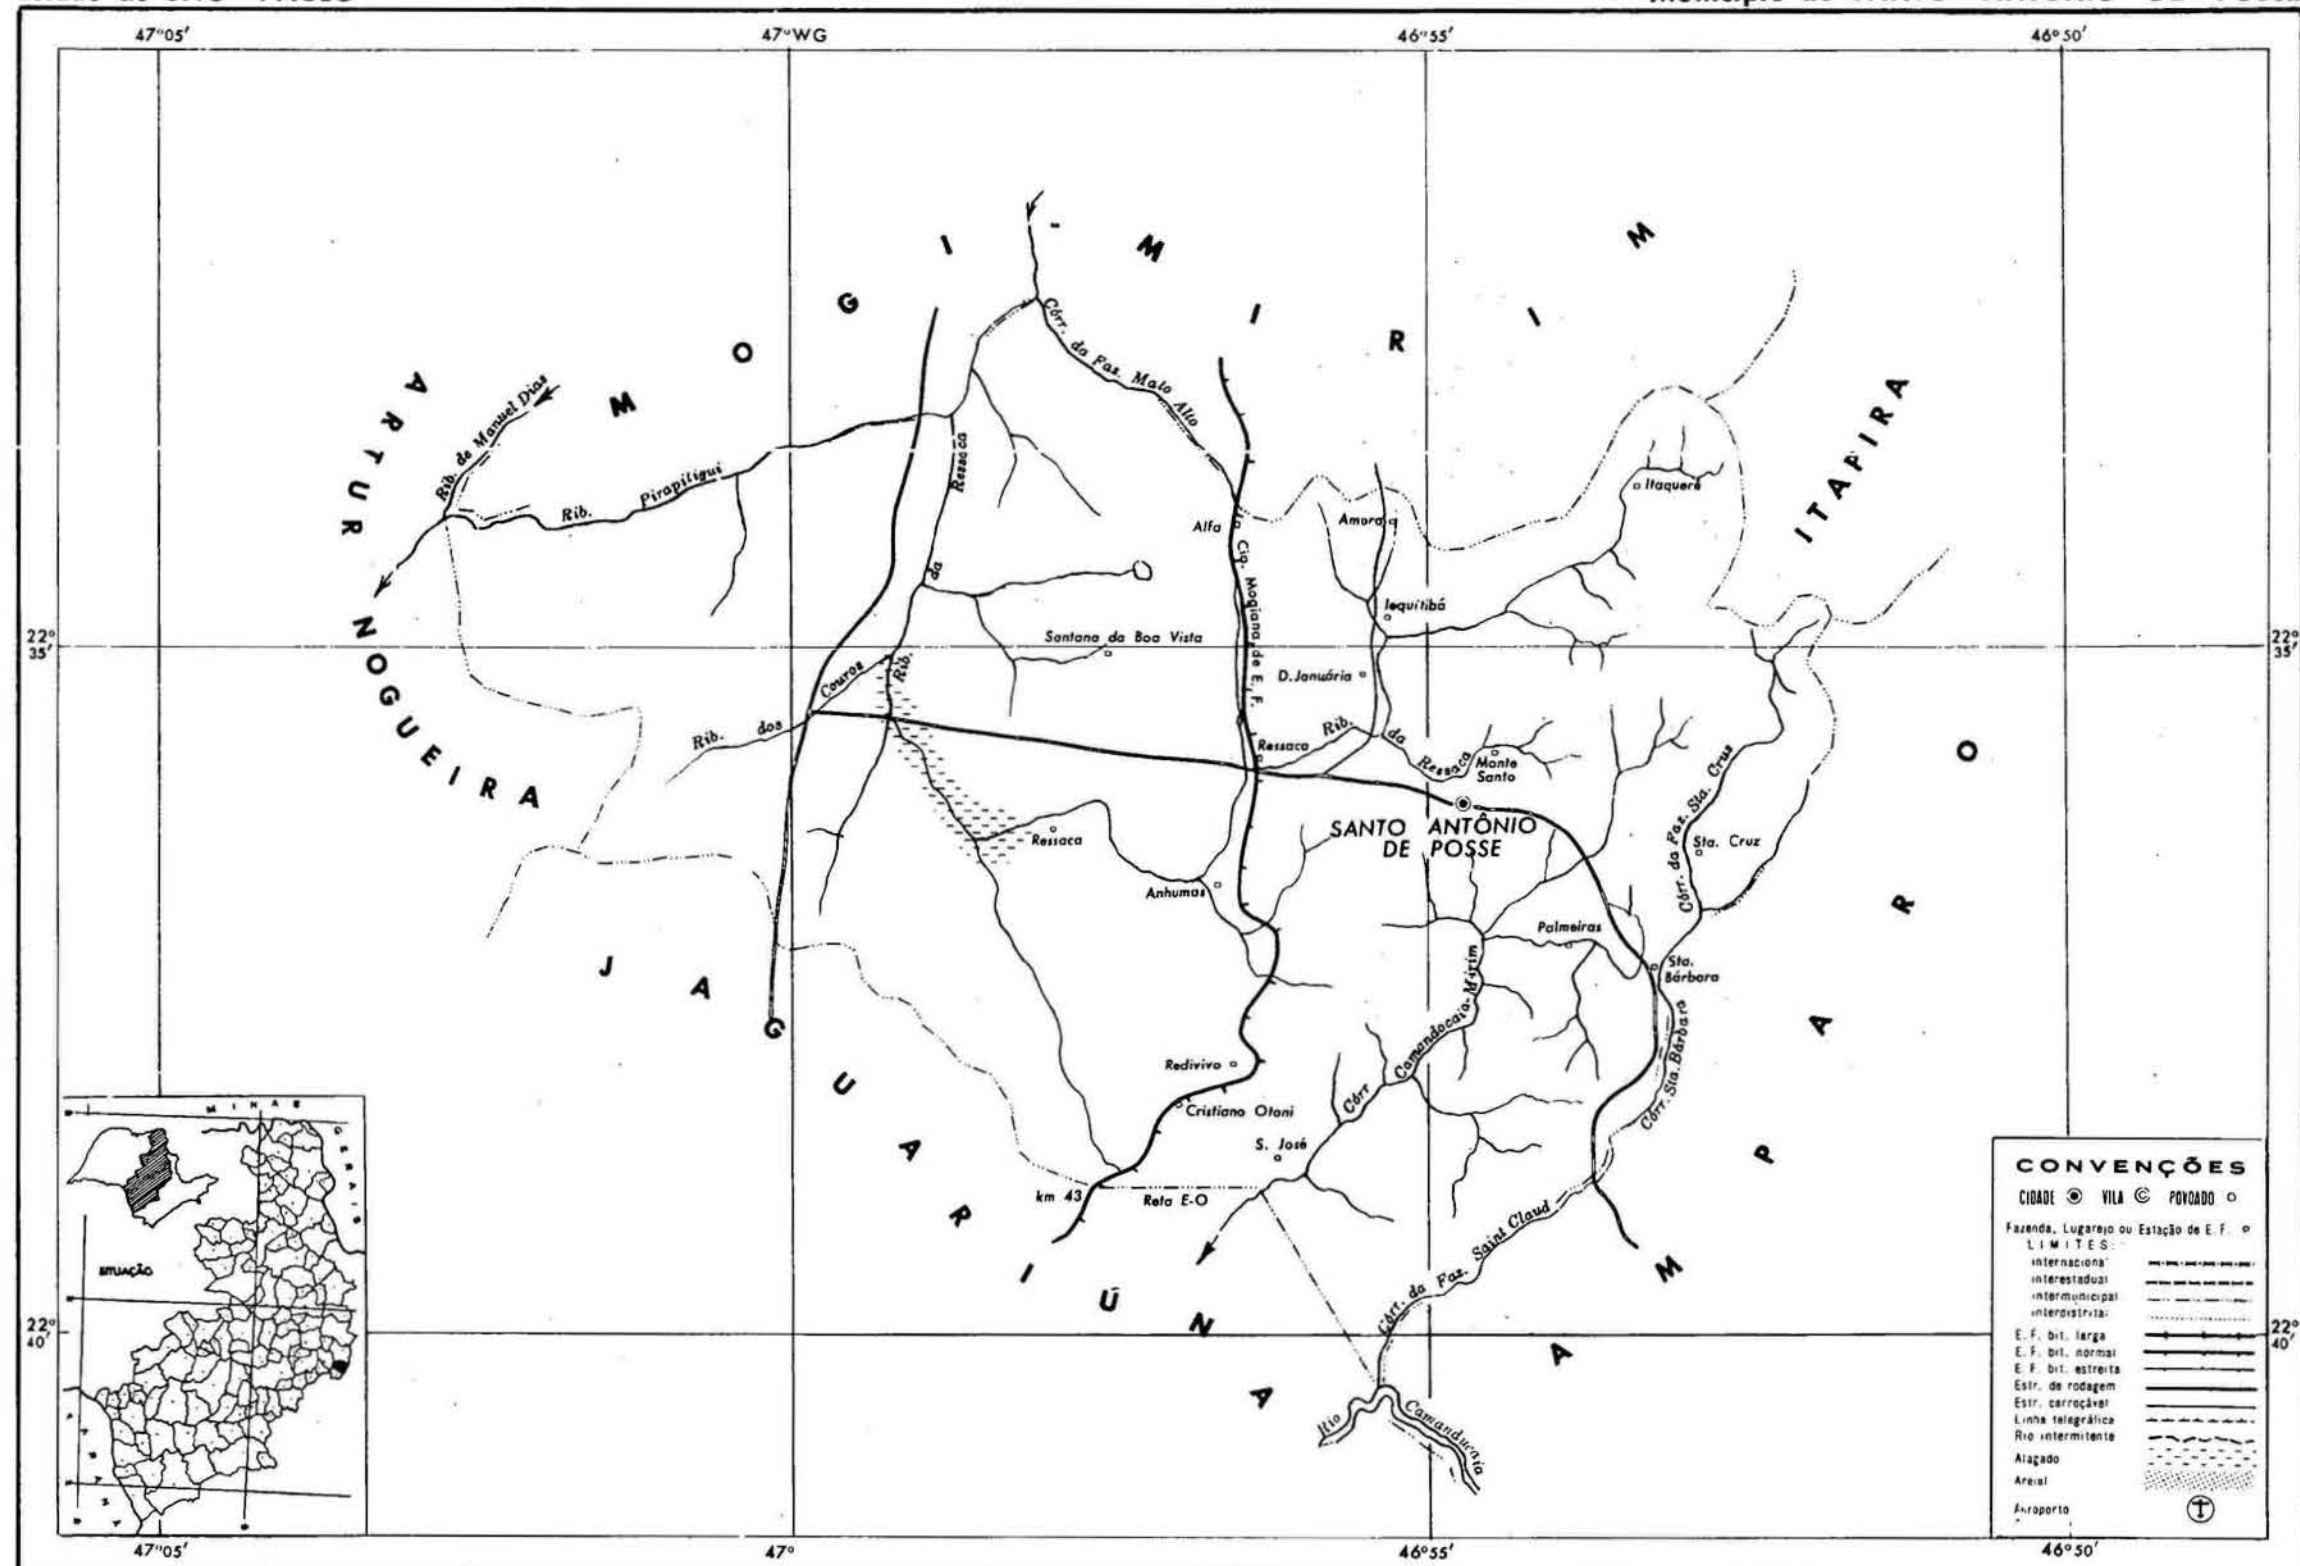 47°05′
47°WG
46°55′
46°50′
MOGI-MIRIM
ARTUR NOGUEIRA
ITAPIRA
AMPARO
JAGUARIÚNA
Rib. de Manuel Dias
Rib. Pirapitigui
Córr. da Faz. Mato Alto
Rib. da Ressaca
Itaquerê
Alfa
Amora
Cia. Mogiana de E. F.
Iequitibá
22°
35′
22°
35′
Santana da Boa Vista
D. Januária
Rib. dos Couros
Rib. da Ressaca
Ressaca
Monte
Santo
SANTO ANTÔNIO
DE POSSE
Ressaca
Anhumas
Córr. da Faz. Sta. Cruz
Sta. Cruz
Palmeiras
Sta.
Bárbara
Córr. Camandocaia-Mirim
Córr. Sta. Bárbara
Redivivo
Cristiano Otoni
S. José
km 43
Reta E-O
Córr. da Faz. Saint Claud
Rio Camanducaia
22°
40′
22°
40′
MINAS GERAIS
SITUAÇÃO
CONVENÇÕES
CIDADE VILA POVOADO
Fazenda, Lugarejo ou Estação de E. F.
LIMITES:
internacional
interestadual
intermunicipal
interdistrital
E. F. bit. larga
E. F. bit. normal
E. F. bit. estreita
Estr. de rodagem
Estr. carroçável
Linha telegráfica
Rio intermitente
Alagado
Areial
Aeroporto
47°05′
47°
46°55′
46°50′